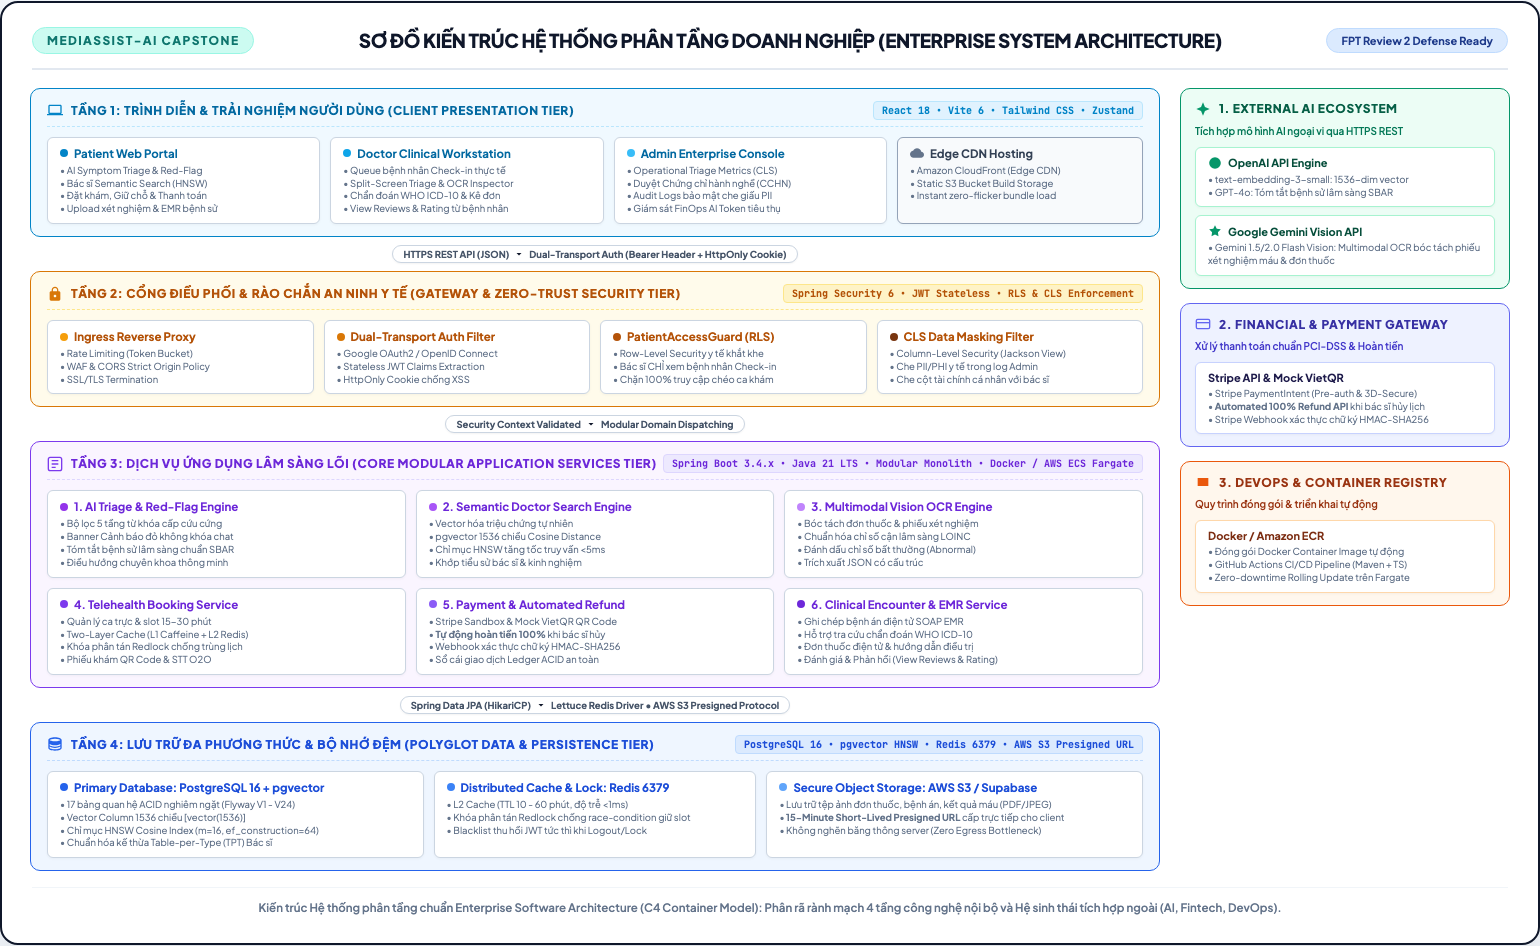 MEDIASSIST-AI CAPSTONE
SƠ ĐỒ KIẾN TRÚC HỆ THỐNG PHÂN TẦNG DOANH NGHIỆP (ENTERPRISE SYSTEM ARCHITECTURE)
FPT Review 2 Defense Ready
TẦNG 1: TRÌNH DIỄN & TRẢI NGHIỆM NGƯỜI DÙNG (CLIENT PRESENTATION TIER)
React 18 • Vite 6 • Tailwind CSS • Zustand
Patient Web Portal
• AI Symptom Triage & Red-Flag
• Bác sĩ Semantic Search (HNSW)
• Đặt khám, Giữ chỗ & Thanh toán
• Upload xét nghiệm & EMR bệnh sử
Doctor Clinical Workstation
• Queue bệnh nhân Check-in thực tế
• Split-Screen Triage & OCR Inspector
• Chẩn đoán WHO ICD-10 & Kê đơn
• View Reviews & Rating từ bệnh nhân
Admin Enterprise Console
• Operational Triage Metrics (CLS)
• Duyệt Chứng chỉ hành nghề (CCHN)
• Audit Logs bảo mật che giấu PII
• Giám sát FinOps AI Token tiêu thụ
Edge CDN Hosting
• Amazon CloudFront (Edge CDN)
• Static S3 Bucket Build Storage
• Instant zero-flicker bundle load
HTTPS REST API (JSON) • Dual-Transport Auth (Bearer Header + HttpOnly Cookie)
TẦNG 2: CỔNG ĐIỀU PHỐI & RÀO CHẮN AN NINH Y TẾ (GATEWAY & ZERO-TRUST SECURITY TIER)
Spring Security 6 • JWT Stateless • RLS & CLS Enforcement
Ingress Reverse Proxy
• Rate Limiting (Token Bucket)
• WAF & CORS Strict Origin Policy
• SSL/TLS Termination
Dual-Transport Auth Filter
• Google OAuth2 / OpenID Connect
• Stateless JWT Claims Extraction
• HttpOnly Cookie chống XSS
PatientAccessGuard (RLS)
• Row-Level Security y tế khắt khe
• Bác sĩ CHỈ xem bệnh nhân Check-in
• Chặn 100% truy cập chéo ca khám
CLS Data Masking Filter
• Column-Level Security (Jackson View)
• Che PII/PHI y tế trong log Admin
• Che cột tài chính cá nhân với bác sĩ
Security Context Validated • Modular Domain Dispatching
TẦNG 3: DỊCH VỤ ỨNG DỤNG LÂM SÀNG LÕI (CORE MODULAR APPLICATION SERVICES TIER)
Spring Boot 3.4.x • Java 21 LTS • Modular Monolith • Docker / AWS ECS Fargate
1. AI Triage & Red-Flag Engine
• Bộ lọc 5 tầng từ khóa cấp cứu cứng
• Banner Cảnh báo đỏ không khóa chat
• Tóm tắt bệnh sử lâm sàng chuẩn SBAR
• Điều hướng chuyên khoa thông minh
2. Semantic Doctor Search Engine
• Vector hóa triệu chứng tự nhiên
• pgvector 1536 chiều Cosine Distance
• Chỉ mục HNSW tăng tốc truy vấn <5ms
• Khớp tiểu sử bác sĩ & kinh nghiệm
3. Multimodal Vision OCR Engine
• Bóc tách đơn thuốc & phiếu xét nghiệm
• Chuẩn hóa chỉ số cận lâm sàng LOINC
• Đánh dấu chỉ số bất thường (Abnormal)
• Trích xuất JSON có cấu trúc
4. Telehealth Booking Service
• Quản lý ca trực & slot 15-30 phút
• Two-Layer Cache (L1 Caffeine + L2 Redis)
• Khóa phân tán Redlock chống trùng lịch
• Phiếu khám QR Code & STT O2O
5. Payment & Automated Refund
• Stripe Sandbox & Mock VietQR QR Code
• Tự động hoàn tiền 100% khi bác sĩ hủy
• Webhook xác thực chữ ký HMAC-SHA256
• Sổ cái giao dịch Ledger ACID an toàn
6. Clinical Encounter & EMR Service
• Ghi chép bệnh án điện tử SOAP EMR
• Hỗ trợ tra cứu chẩn đoán WHO ICD-10
• Đơn thuốc điện tử & hướng dẫn điều trị
• Đánh giá & Phản hồi (View Reviews & Rating)
Spring Data JPA (HikariCP) • Lettuce Redis Driver • AWS S3 Presigned Protocol
TẦNG 4: LƯU TRỮ ĐA PHƯƠNG THỨC & BỘ NHỚ ĐỆM (POLYGLOT DATA & PERSISTENCE TIER)
PostgreSQL 16 • pgvector HNSW • Redis 6379 • AWS S3 Presigned URL
Primary Database: PostgreSQL 16 + pgvector
• 17 bảng quan hệ ACID nghiêm ngặt (Flyway V1 - V24)
• Vector Column 1536 chiều [vector(1536)]
• Chỉ mục HNSW Cosine Index (m=16, ef_construction=64)
• Chuẩn hóa kế thừa Table-per-Type (TPT) Bác sĩ
Distributed Cache & Lock: Redis 6379
• L2 Cache (TTL 10 - 60 phút, độ trễ <1ms)
• Khóa phân tán Redlock chống race-condition giữ slot
• Blacklist thu hồi JWT tức thì khi Logout/Lock
Secure Object Storage: AWS S3 / Supabase
• Lưu trữ tệp ảnh đơn thuốc, bệnh án, kết quả máu (PDF/JPEG)
• 15-Minute Short-Lived Presigned URL cấp trực tiếp cho client
• Không nghẽn băng thông server (Zero Egress Bottleneck)
1. EXTERNAL AI ECOSYSTEM
Tích hợp mô hình AI ngoại vi qua HTTPS REST
OpenAI API Engine
• text-embedding-3-small: 1536-dim vector
• GPT-4o: Tóm tắt bệnh sử lâm sàng SBAR
Google Gemini Vision API
• Gemini 1.5/2.0 Flash Vision: Multimodal OCR bóc tách phiếu
xét nghiệm máu & đơn thuốc
2. FINANCIAL & PAYMENT GATEWAY
Xử lý thanh toán chuẩn PCI-DSS & Hoàn tiền
Stripe API & Mock VietQR
• Stripe PaymentIntent (Pre-auth & 3D-Secure)
• Automated 100% Refund API khi bác sĩ hủy lịch
• Stripe Webhook xác thực chữ ký HMAC-SHA256
3. DEVOPS & CONTAINER REGISTRY
Quy trình đóng gói & triển khai tự động
Docker / Amazon ECR
• Đóng gói Docker Container Image tự động
• GitHub Actions CI/CD Pipeline (Maven + TS)
• Zero-downtime Rolling Update trên Fargate
Kiến trúc Hệ thống phân tầng chuẩn Enterprise Software Architecture (C4 Container Model): Phân rã rành mạch 4 tầng công nghệ nội bộ và Hệ sinh thái tích hợp ngoài (AI, Fintech, DevOps).